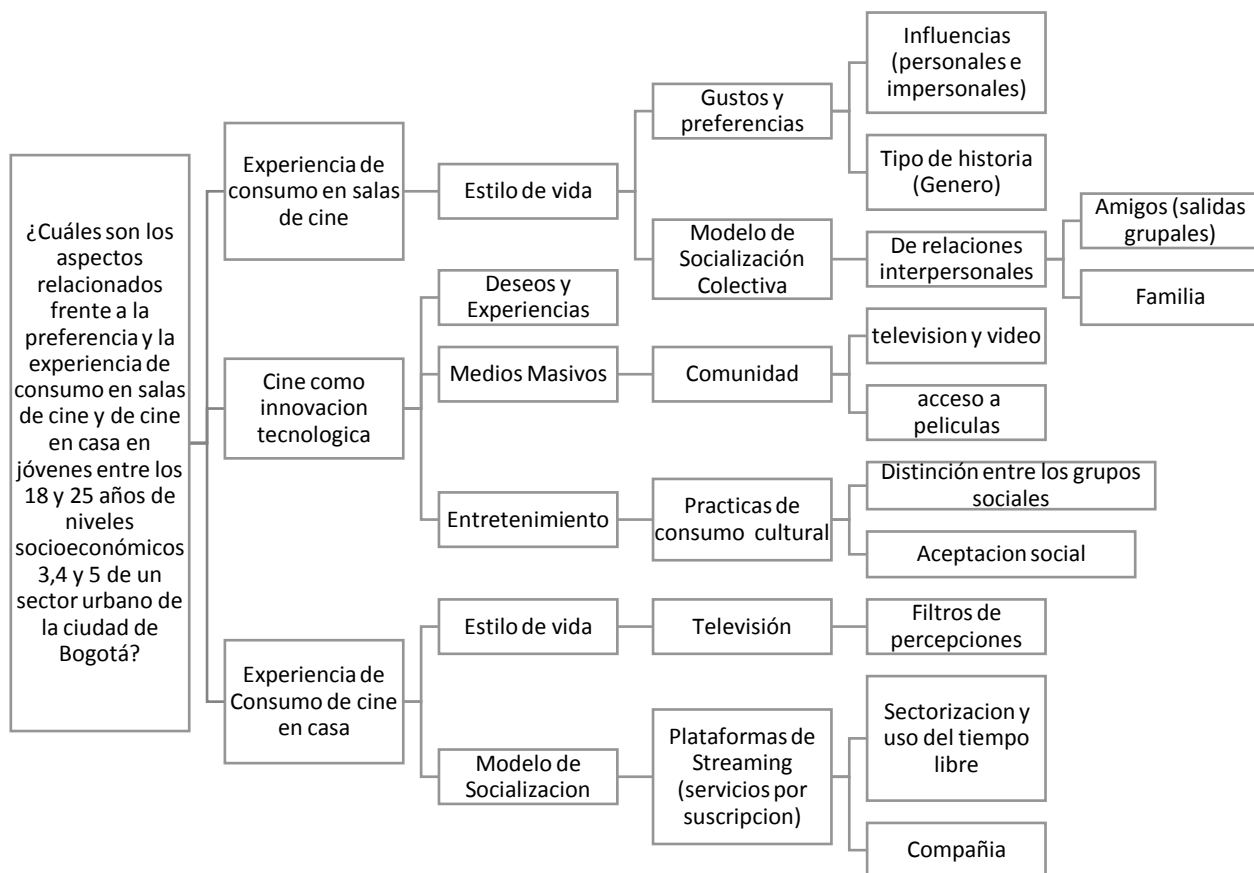 ¿Cuáles son los
aspectos
relacionados
frente a la
preferencia y la
experiencia de
consumo en salas
de cine y de cine
en casa en
jóvenes entre los
18 y 25 años de
niveles
socioeconómicos
3,4 y 5 de un
sector urbano de
la ciudad de
Bogotá?
Experiencia de
consumo en salas
de cine
Estilo de vida
Gustos y
preferencias
Influencias
(personales e
impersonales)
Tipo de historia
(Genero)
Modelo de
Socialización
Colectiva
De relaciones
interpersonales
Amigos (salidas
grupales)
Familia
Cine como
innovacion
tecnologica
Deseos y
Experiencias
Medios Masivos
Comunidad
television y video
acceso a
peliculas
Entretenimiento
Practicas de
consumo cultural
Distinción entre los grupos
sociales
Aceptacion social
Experiencia de
Consumo de cine
en casa
Estilo de vida
Televisión
Filtros de
percepciones
Modelo de
Socializacion
Plataformas de
Streaming
(servicios por
suscripcion)
Sectorizacion y
uso del tiempo
libre
Compañia